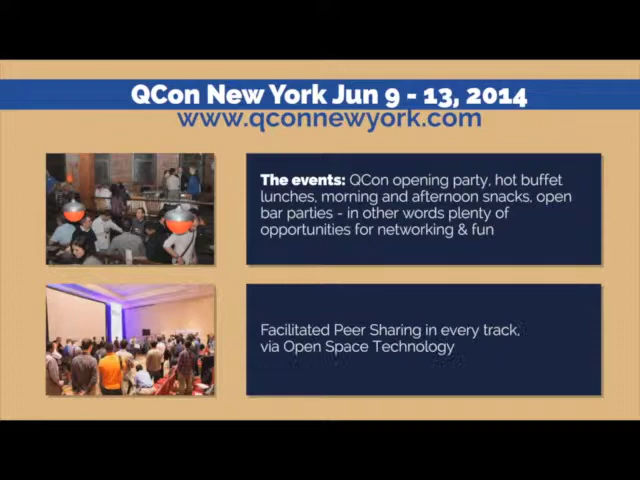 QCon New York Jun 9 - 13, 2014
www.qconnewyork.com
The events: QCon opening party, hot buffet
lunches, morning and afternoon snacks, open
bar parties - in other words plenty of
opportunities for networking & fun
Facilitated Peer Sharing in every track,
via Open Space Technology